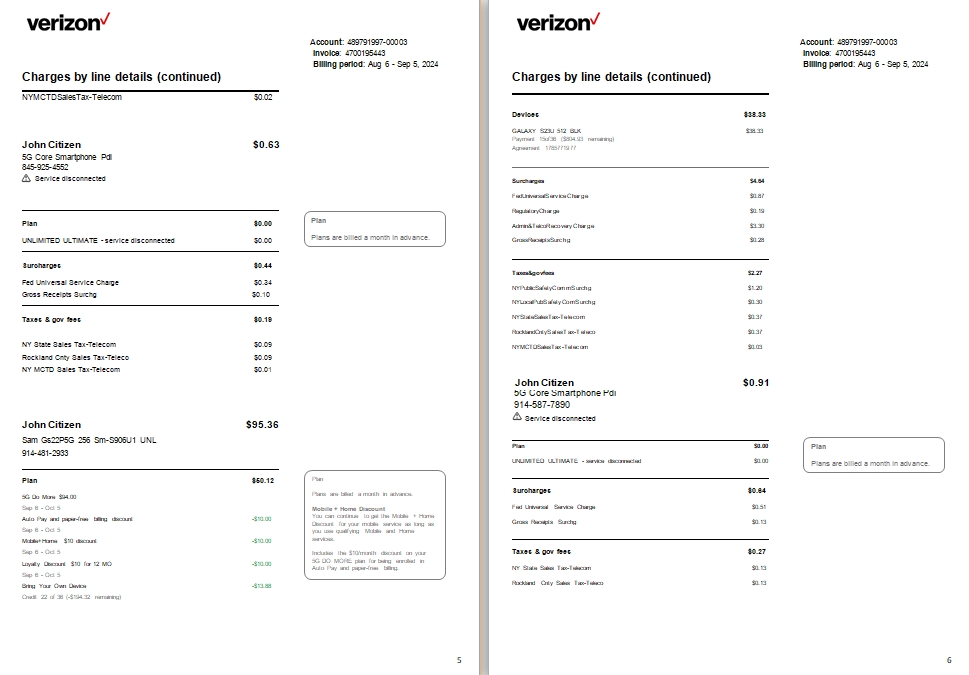 verizon
Account: 489791997-00003
Invoice: 4700195443
Billing period: Aug 6 - Sep 5, 2024
Charges by line details (continued)
NYMCTDSalesTax-Telecom $0.02
John Citizen $0.63
5G Core Smartphone Pdl
845-925-4552
Service disconnected
Plan $0.00
UNLIMITED ULTIMATE - service disconnected $0.00
Plan
Plans are billed a month in advance.
Surcharges $0.44
Fed Universal Service Charge $0.34
Gross Receipts Surchg $0.10
Taxes & gov fees $0.19
NY State Sales Tax-Telecom $0.09
Rockland Cnty Sales Tax-Teleco $0.09
NY MCTD Sales Tax-Telecom $0.01
John Citizen $95.36
Sam Gs22P5G 256 Sm-S906U1 UNL
914-481-2933
Plan $50.12
5G Do More $94.00
Sep 6 - Oct 5
Auto Pay and paper-free billing discount -$10.00
Sep 6 - Oct 5
Mobile+Home $10 discount -$10.00
Sep 6 - Oct 5
Loyalty Discount $10 for 12 MO -$10.00
Sep 6 - Oct 5
Bring Your Own Device -$13.88
Credit 22 of 36 (-$194.32 remaining)
Plan
Plans are billed a month in advance.
Mobile + Home Discount
You can continue to get the Mobile + Home
Discount for your mobile service as long as
you use qualifying Mobile and Home
services.
Includes the $10/month discount on your
5G DO MORE plan for being enrolled in
Auto Pay and paper-free billing.
5
verizon
Account: 489791997-00003
Invoice: 4700195443
Billing period: Aug 6 - Sep 5, 2024
Charges by line details (continued)
Devices $38.33
GALAXY S23U 512 BLK $38.33
Payment 15of36 ($804.93 remaining)
Agreement 1785771977
Surcharges $4.64
FedUniversalServiceCharge $0.87
RegulatoryCharge $0.19
Admin&TelcoRecoveryCharge $3.30
GrossReceiptsSurchg $0.28
Taxes&govfees $2.27
NYPublicSafetyCommSurchg $1.20
NYLocalPubSafetyComSurchg $0.30
NYStateSalesTax-Telecom $0.37
RocklandCntySalesTax-Teleco $0.37
NYMCTDSalesTax-Telecom $0.03
John Citizen $0.91
5G Core Smartphone Pdl
914-587-7890
Service disconnected
Plan $0.00
UNLIMITED ULTIMATE - service disconnected $0.00
Plan
Plans are billed a month in advance.
Surcharges $0.64
Fed Universal Service Charge $0.51
Gross Receipts Surchg $0.13
Taxes & gov fees $0.27
NY State Sales Tax-Telecom $0.13
Rockland Cnty Sales Tax-Teleco $0.13
6